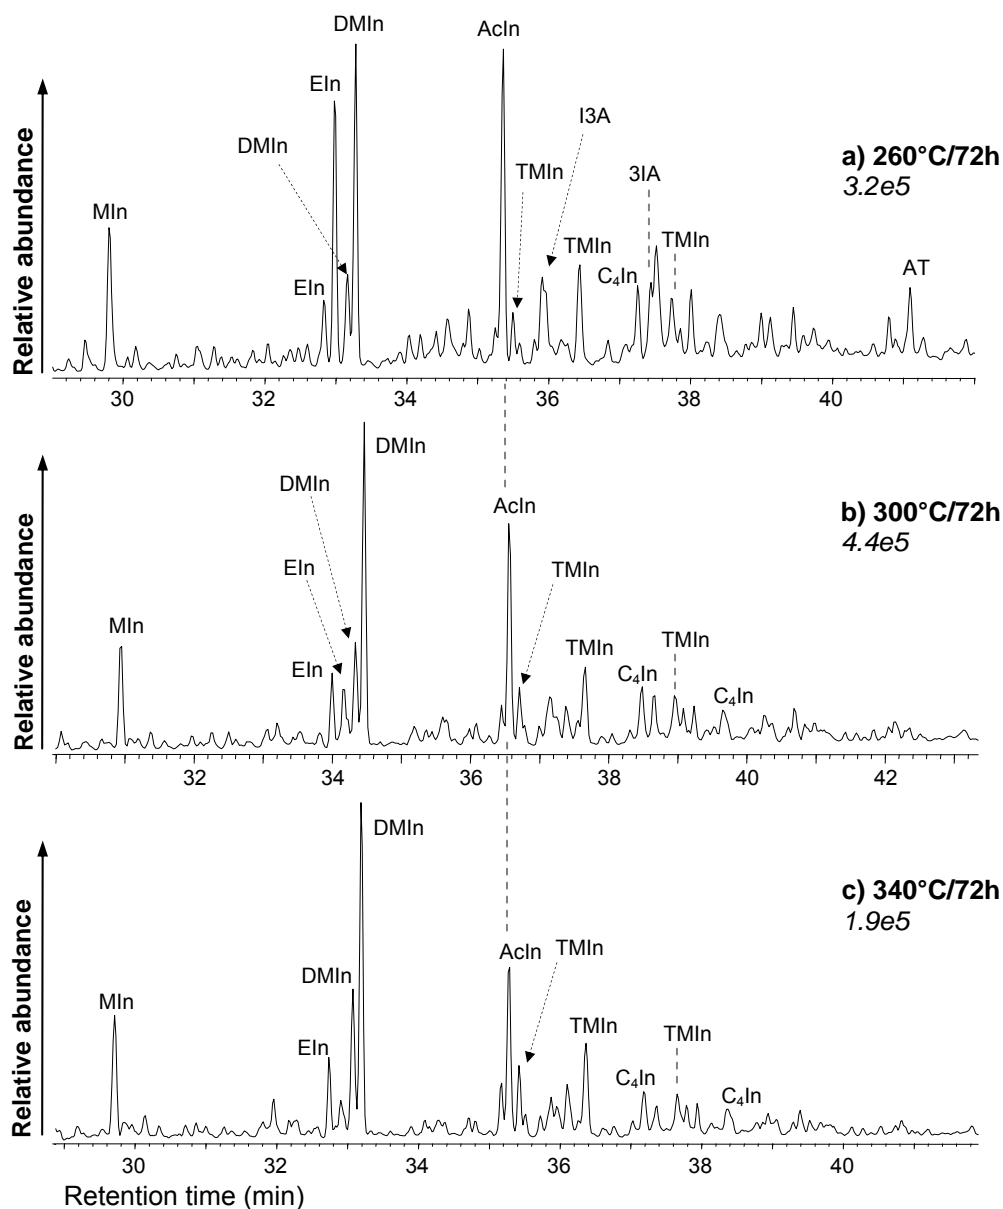 DMIn
AcIn
EIn
I3A
DMIn
a) 260°C/72h
TMIn
3IA
3.2e5
MIn
TMIn
TMIn
C₄In
AT
EIn
Relative abundance
30 32 34 36 38 40
DMIn
DMIn
AcIn
b) 300°C/72h
4.4e5
EIn
TMIn
MIn
TMIn
TMIn
EIn
C₄In
C₄In
Relative abundance
32 34 36 38 40 42
DMIn
c) 340°C/72h
1.9e5
AcIn
TMIn
DMIn
MIn
TMIn
TMIn
EIn
C₄In
C₄In
Relative abundance
30 32 34 36 38 40
Retention time (min)